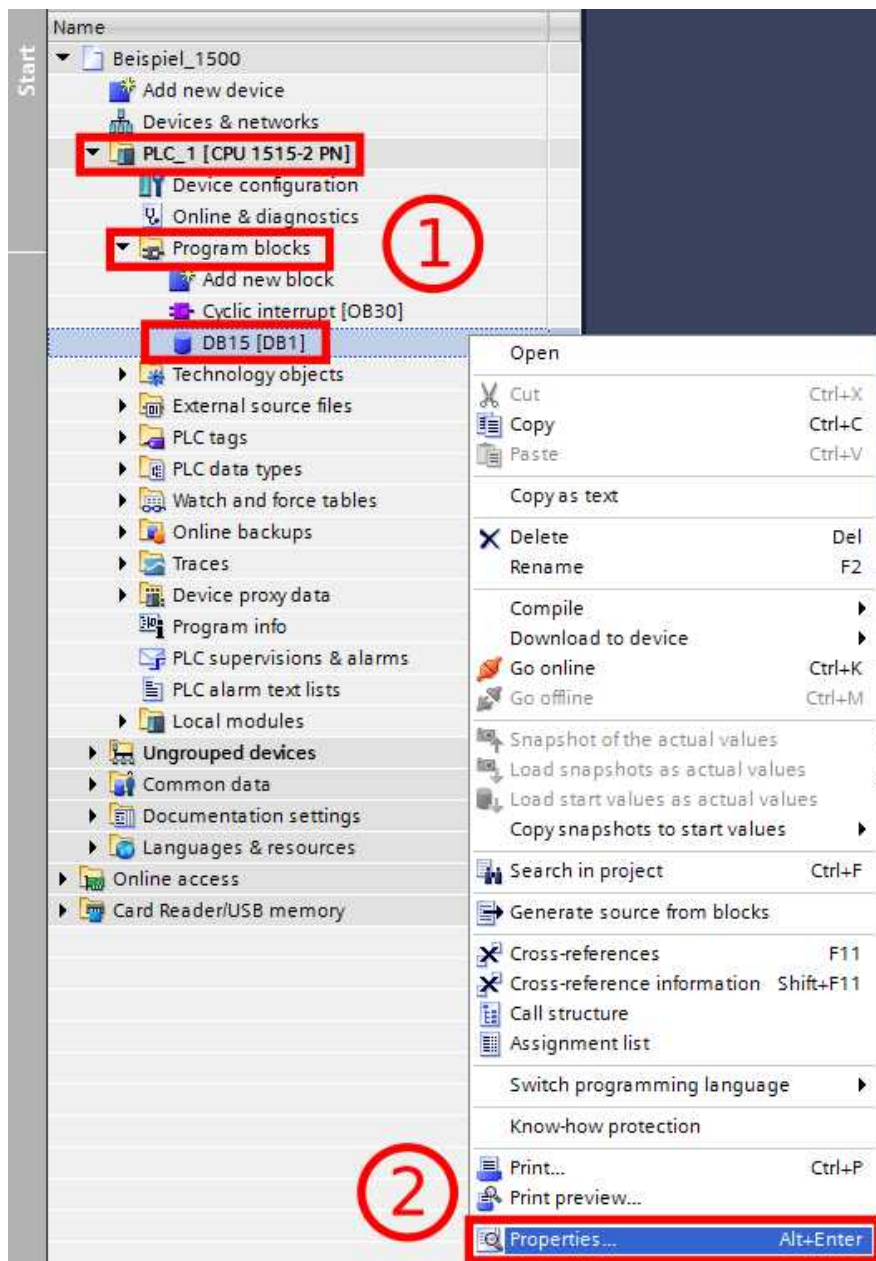 Name
Start
Beispiel_1500
Add new device
Devices & networks
PLC_1 [CPU 1515-2 PN]
Device configuration
Online & diagnostics
1
Program blocks
Add new block
Cyclic interrupt [OB30]
DB15 [DB1]
Technology objects
External source files
PLC tags
PLC data types
Watch and force tables
Online backups
Traces
Device proxy data
Program info
PLC supervisions & alarms
PLC alarm text lists
Local modules
Ungrouped devices
Common data
Documentation settings
Languages & resources
Online access
Card Reader/USB memory
Open
Cut Ctrl+X
Copy Ctrl+C
Paste Ctrl+V
Copy as text
Delete Del
Rename F2
Compile
Download to device
Go online Ctrl+K
Go offline Ctrl+M
Snapshot of the actual values
Load snapshots as actual values
Load start values as actual values
Copy snapshots to start values
Search in project Ctrl+F
Generate source from blocks
Cross-references F11
Cross-reference information Shift+F11
Call structure
Assignment list
Switch programming language
Know-how protection
2
Print... Ctrl+P
Print preview...
Properties... Alt+Enter